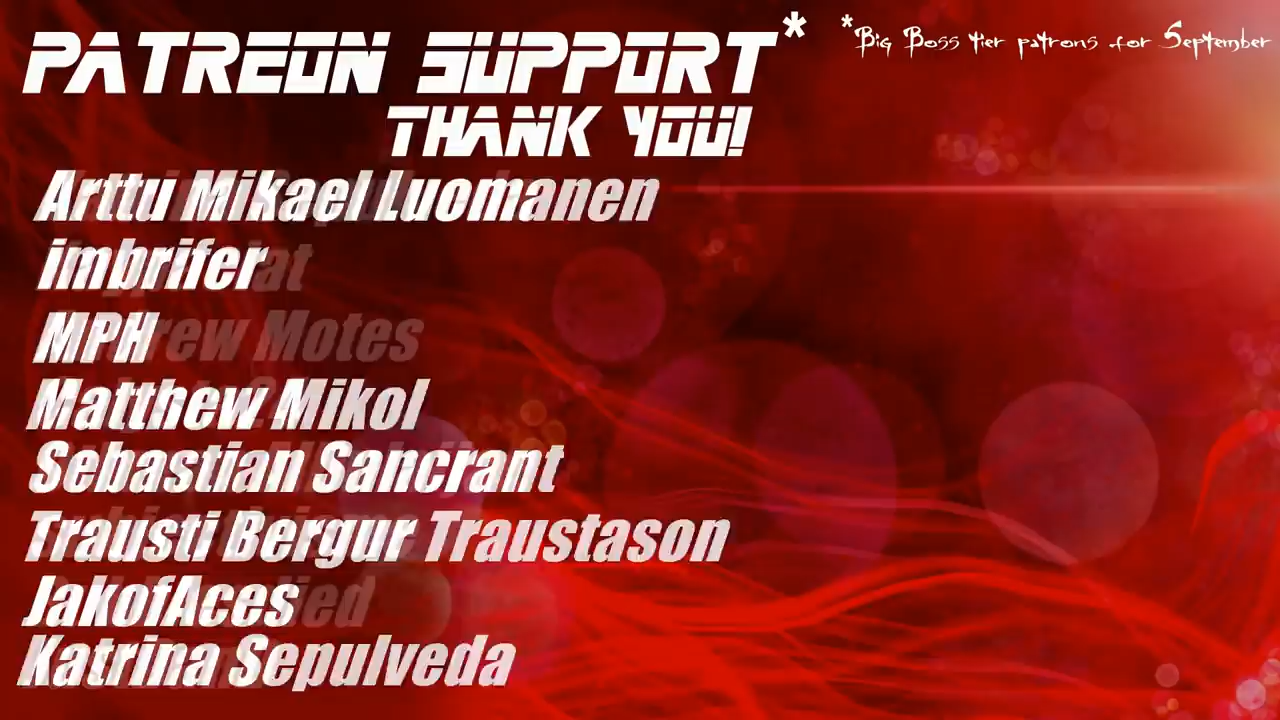 PATREON SUPPORT*
*Big Boss tier patrons for September
THANK YOU!
Arttu Mikael Luomanen
imbrifer
MPH
Matthew Mikol
Sebastian Sancrant
Trausti Bergur Traustason
JakofAces
Katrina Sepulveda